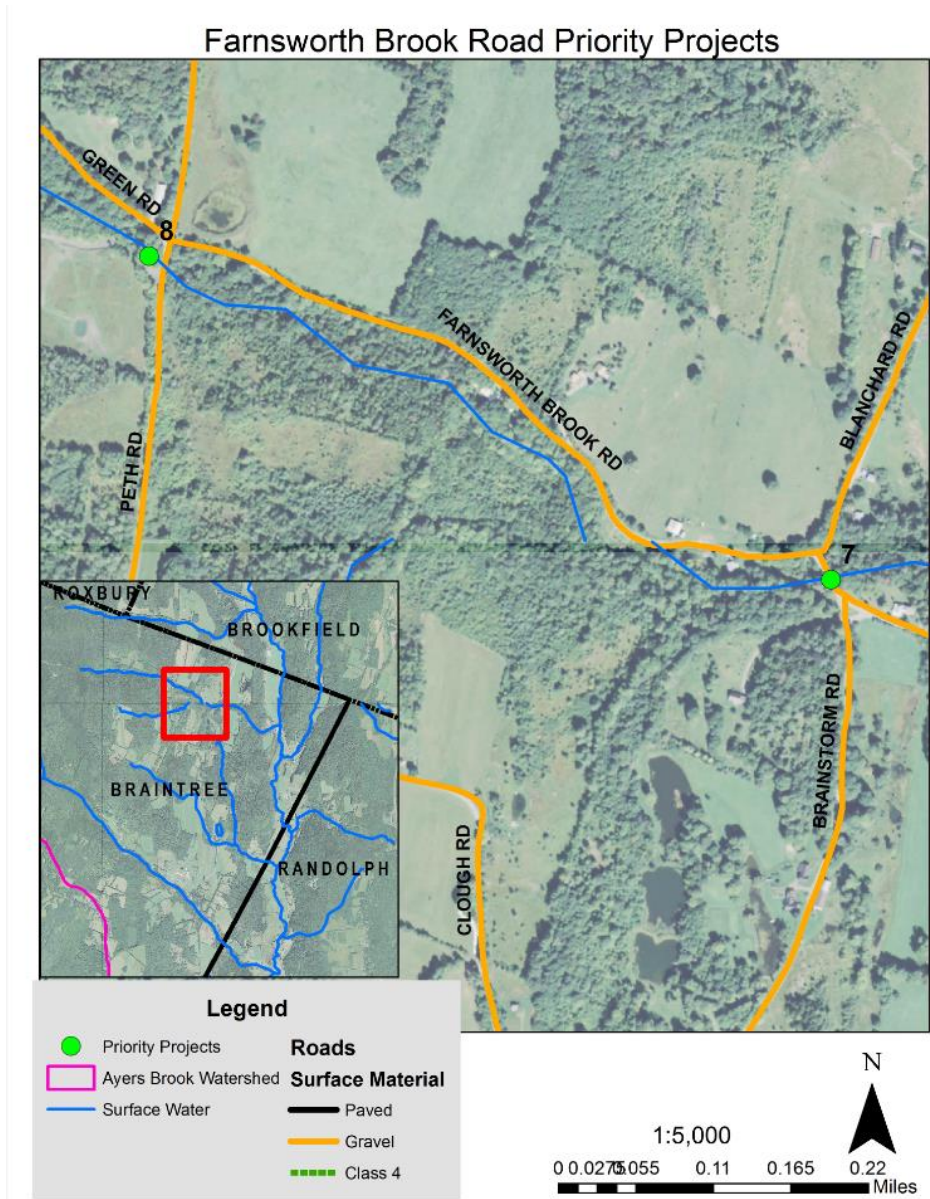 Farnsworth Brook Road Priority Projects
GREEN RD
8
FARNSWORTH BROOK RD
BLANCHARD RD
PETH RD
7
ROXBURY
BROOKFIELD
BRAINTREE
RANDOLPH
BRAINSTORM RD
CLOUGH RD
Legend
Priority Projects
Ayers Brook Watershed
Surface Water
Roads
Surface Material
Paved
Gravel
Class 4
N
1:5,000
0 0.0275 0.055 0.11 0.165 0.22
Miles